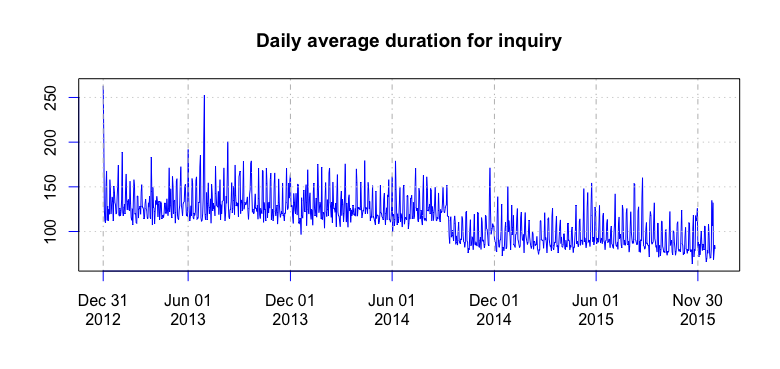 Daily average duration for inquiry
250
200
150
100
Dec 31 Jun 01 Dec 01 Jun 01 Dec 01 Jun 01 Nov 30
2012 2013 2013 2014 2014 2015 2015